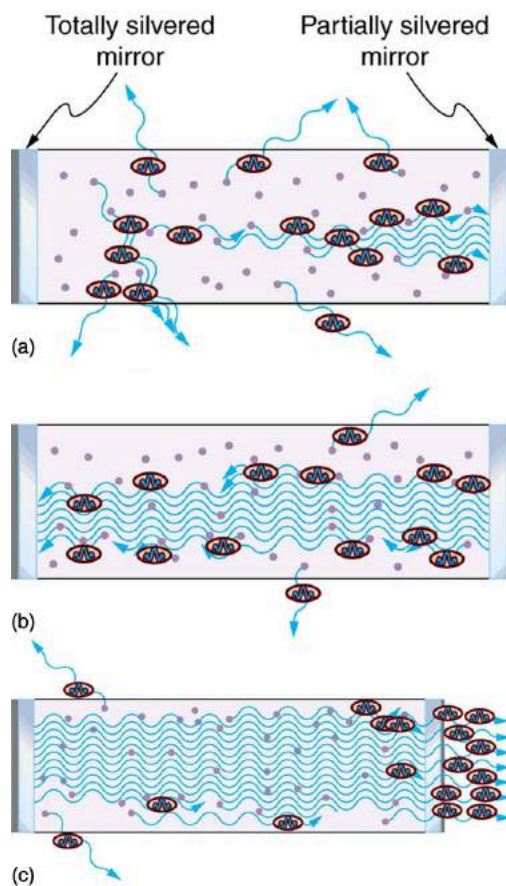 Totally silvered
mirror
Partially silvered
mirror
(a)
(b)
(c)